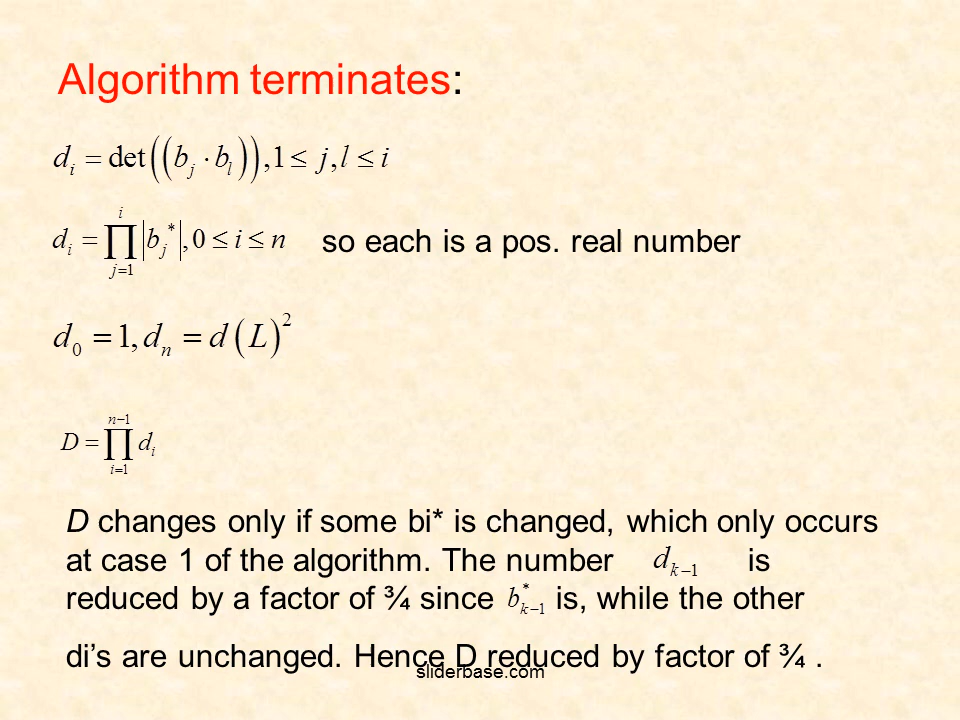 Algorithm terminates:
d_i = det((b_j · b_l)), 1 ≤ j, l ≤ i
d_i = ∏_{j=1}^{i} |b_j^*|, 0 ≤ i ≤ n so each is a pos. real number
d_0 = 1, d_n = d(L)^2
D = ∏_{i=1}^{n-1} d_i
D changes only if some bi* is changed, which only occurs
at case 1 of the algorithm. The number d_{k-1} is
reduced by a factor of ¾ since b_{k-1}^* is, while the other
di’s are unchanged. Hence D reduced by factor of ¾ .
sliderbase.com